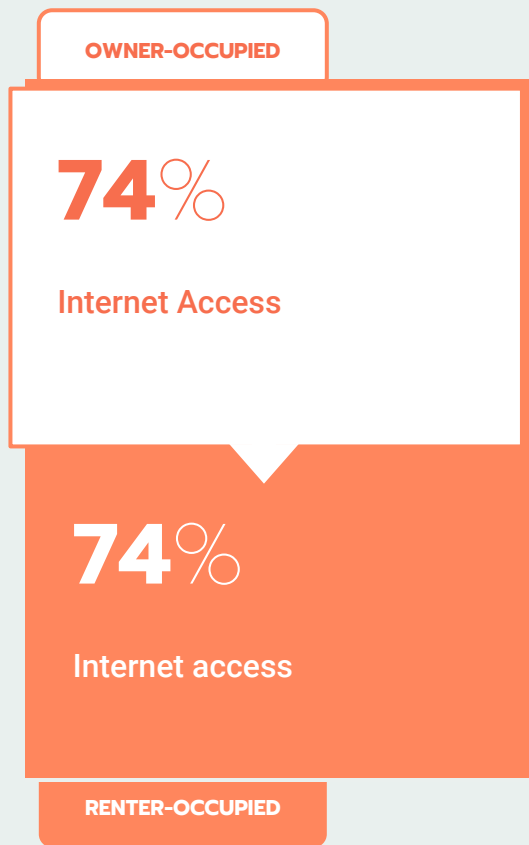 OWNER-OCCUPIED
74%
Internet Access
74%
Internet access
RENTER-OCCUPIED